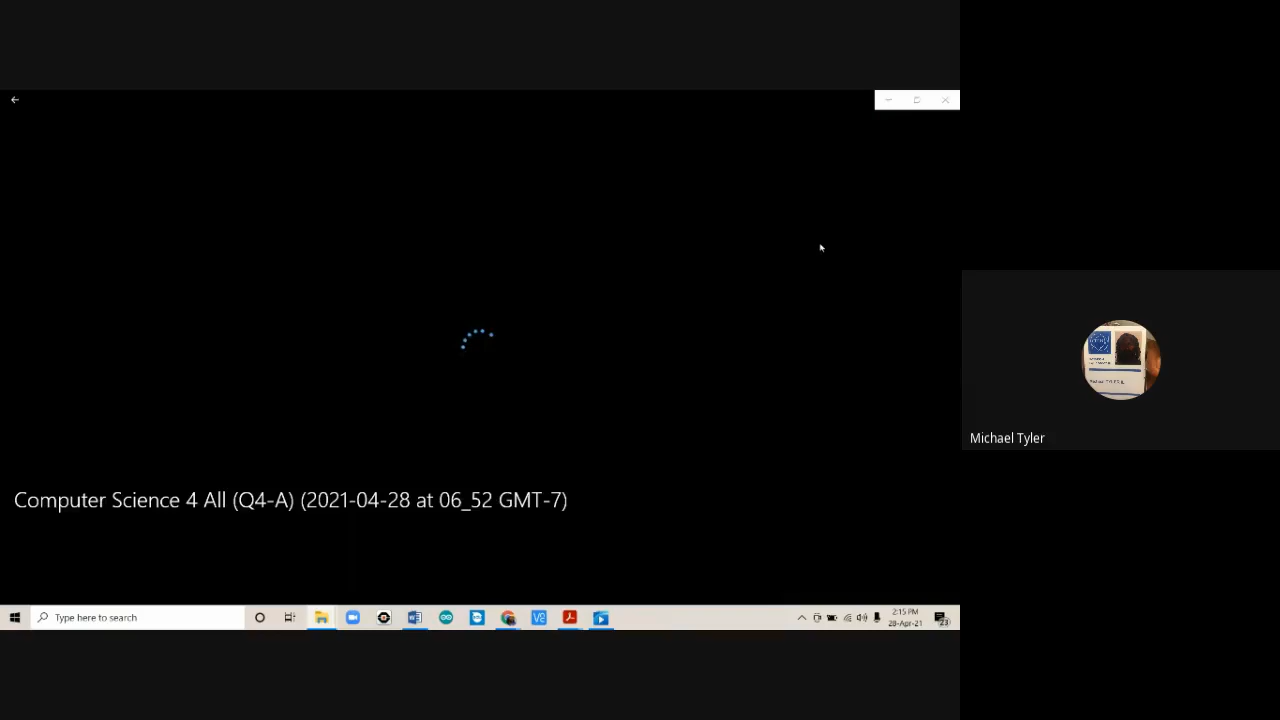 Computer Science 4 All (Q4-A) (2021-04-28 at 06_52 GMT-7)
Type here to search
2:15 PM
28-Apr-21
23
Michael Tyler